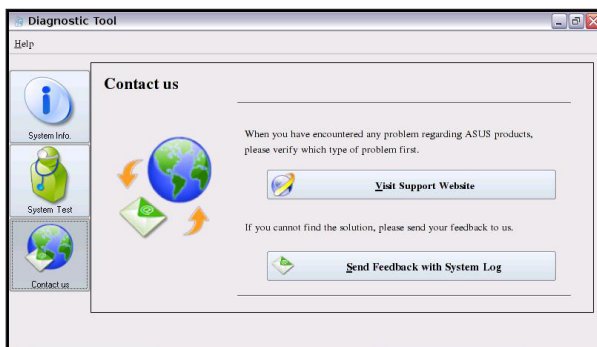 Diagnostic Tool
Help
System Info.
System Test
Contact us
Contact us
When you have encountered any problem regarding ASUS products,
please verify which type of problem first.
Visit Support Website
If you cannot find the solution, please send your feedback to us.
Send Feedback with System Log